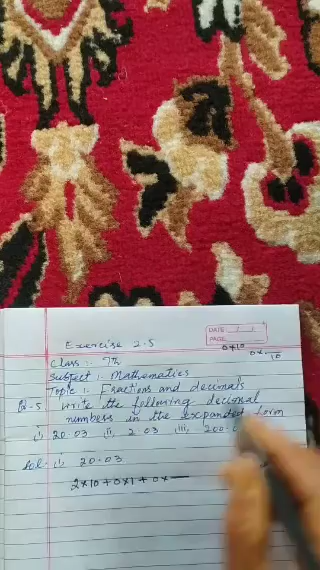 Exercise 2.5
DATE / /
PAGE
0×10
0×10
Class :- 7th
Subject :- Mathematics
Topic :- Fractions and decimals
Q-5 Write the following decimal
numbers in the expanded form
(i) 20.03 (ii) 2.03 (iii) 200.0
Sol- (i) 20.03
2×10+0×1+0×